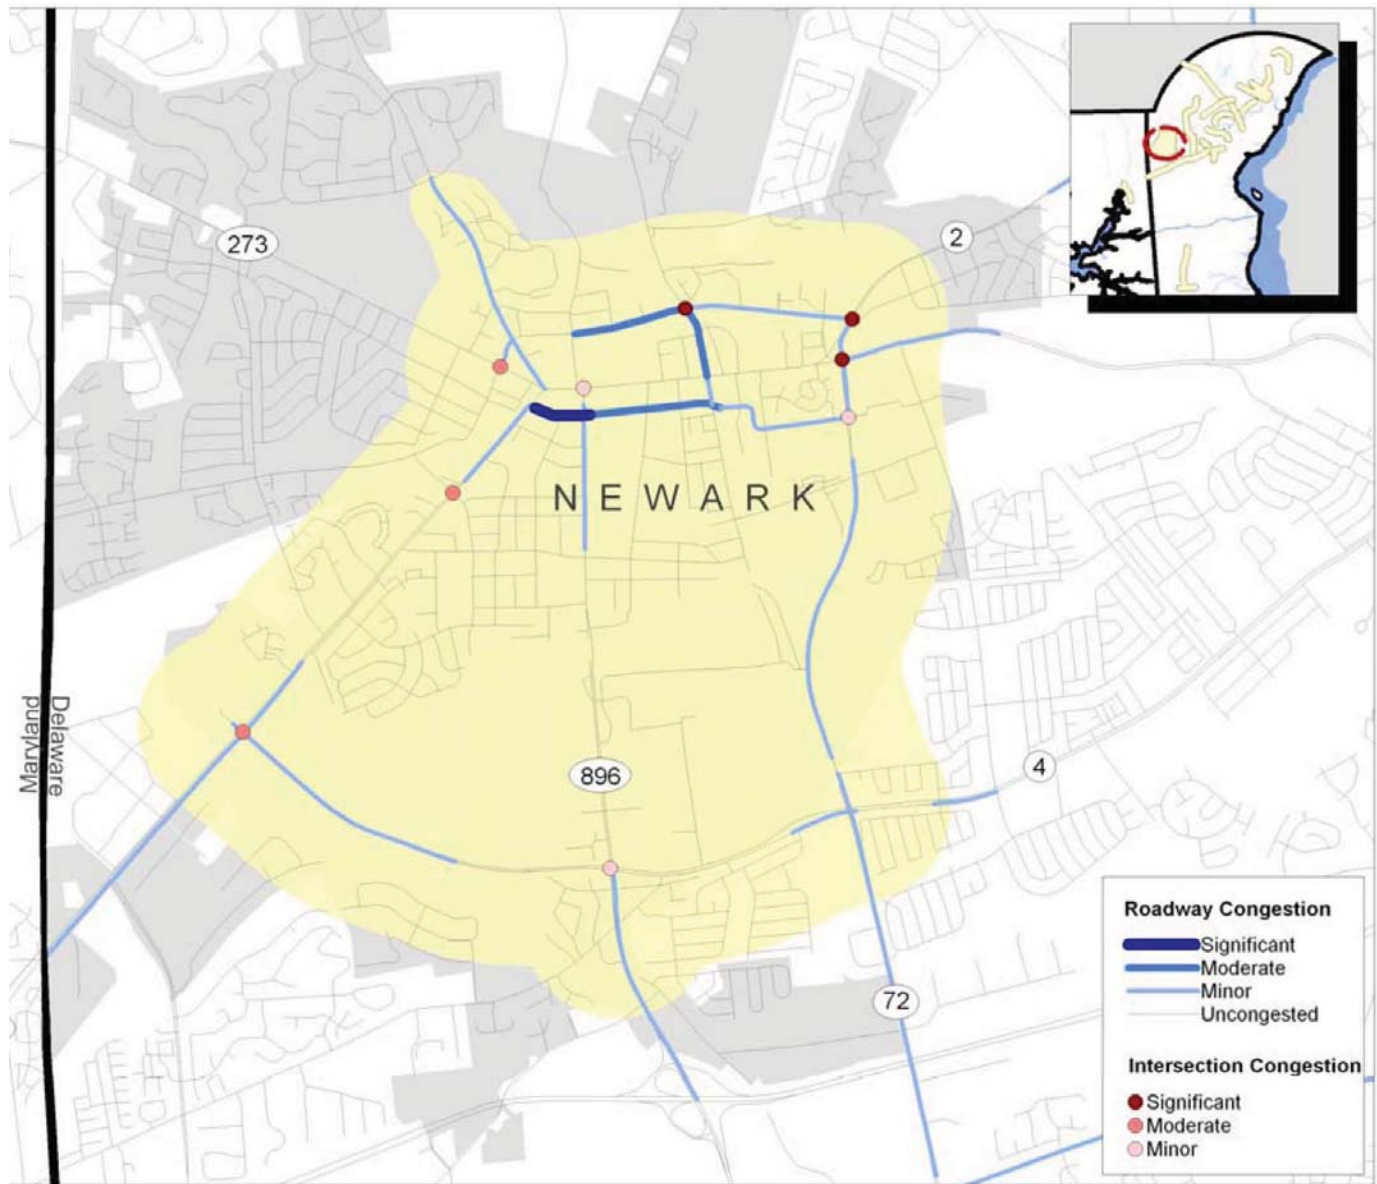 273
2
NEWARK
Delaware
Maryland
896
4
72
Roadway Congestion
Significant
Moderate
Minor
Uncongested
Intersection Congestion
Significant
Moderate
Minor